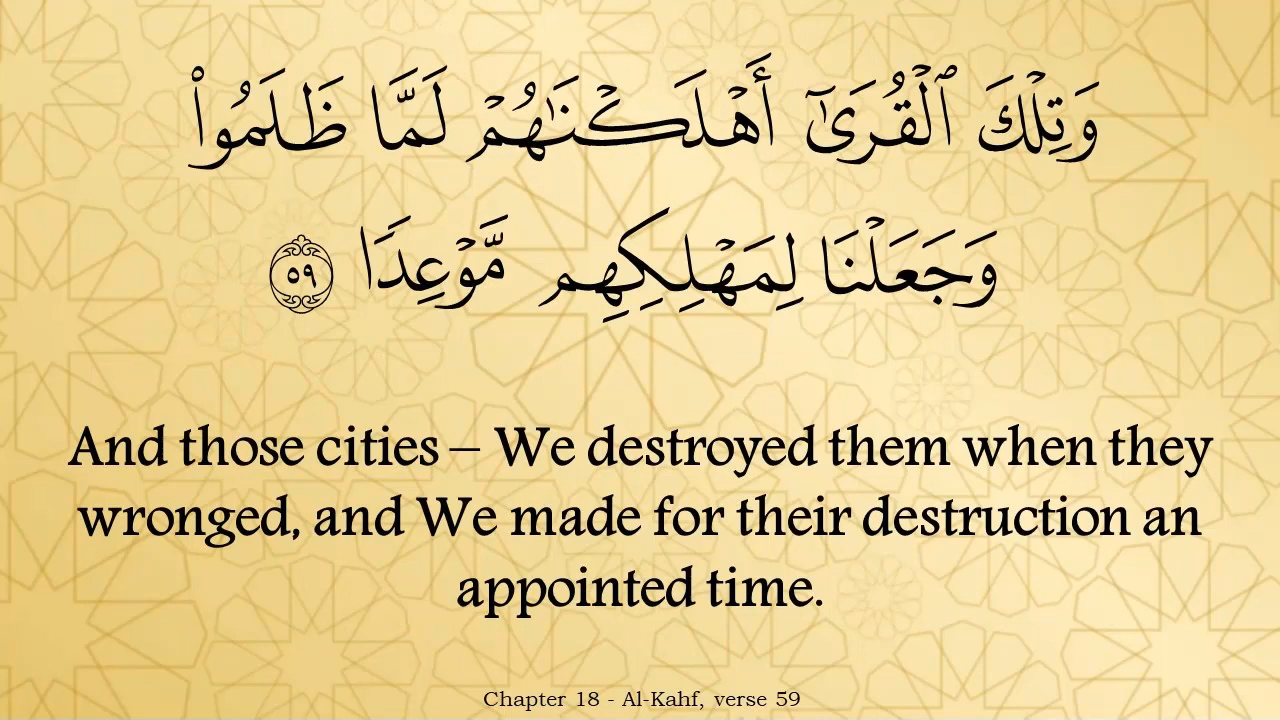 وَتِلْكَ ٱلْقُرَىٰٓ أَهْلَكْنَـٰهُمْ لَمَّا ظَلَمُوا۟
وَجَعَلْنَا لِمَهْلِكِهِم مَّوْعِدًا ٥٩
And those cities – We destroyed them when they
wronged, and We made for their destruction an
appointed time.
Chapter 18 - Al-Kahf, verse 59